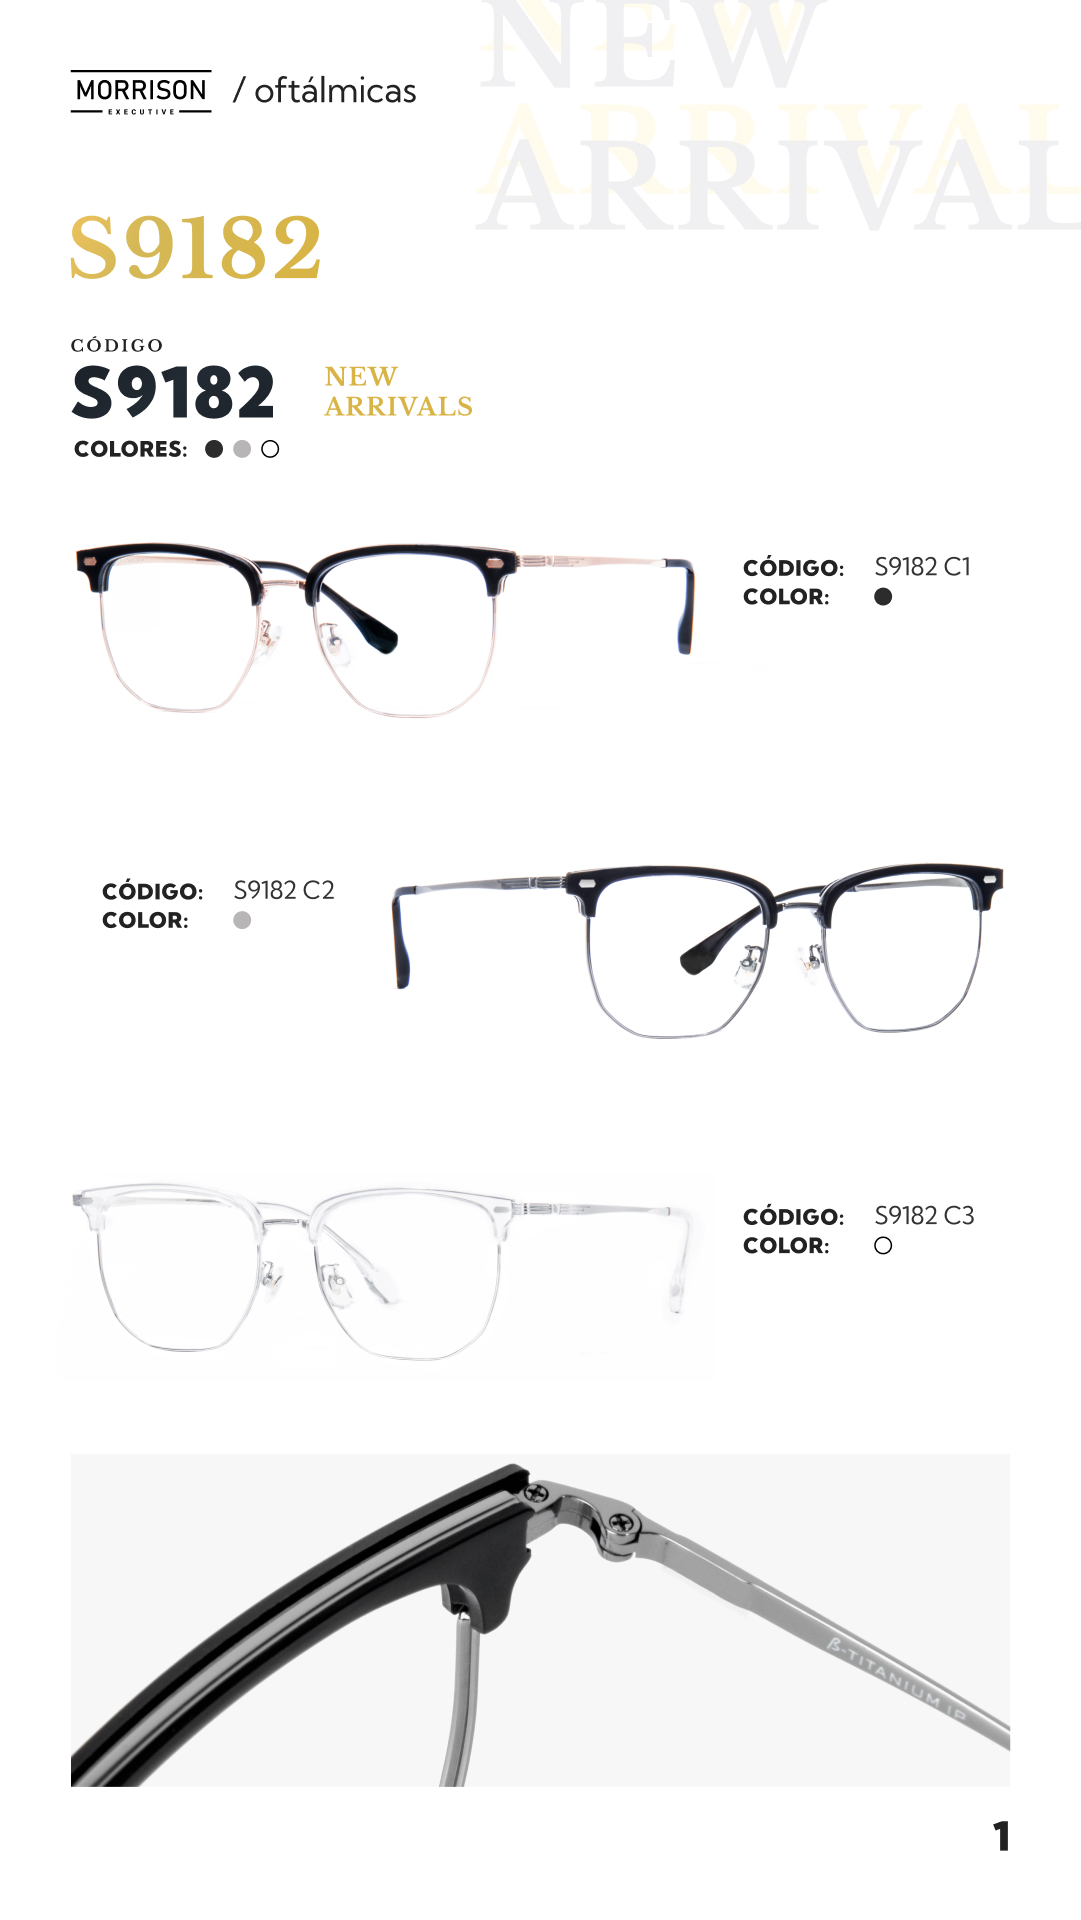 NEW
ARRIVAL
MORRISON
EXECUTIVE
/ oftálmicas
S9182
CÓDIGO
S9182
NEW
ARRIVALS
COLORES:
CÓDIGO: S9182 C1
COLOR:
CÓDIGO: S9182 C2
COLOR:
CÓDIGO: S9182 C3
COLOR:
β-TITANIUM IP
1